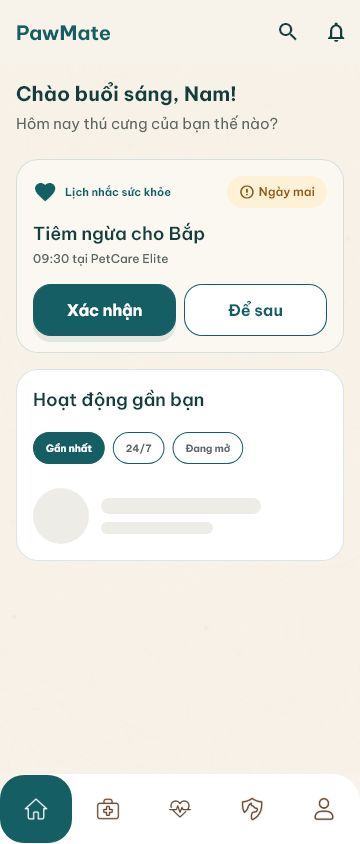 PawMate
Chào buổi sáng, Nam!
Hôm nay thú cưng của bạn thế nào?
Lịch nhắc sức khỏe
Ngày mai
Tiêm ngừa cho Bắp
09:30 tại PetCare Elite
Xác nhận
Để sau
Hoạt động gần bạn
Gần nhất
24/7
Đang mở